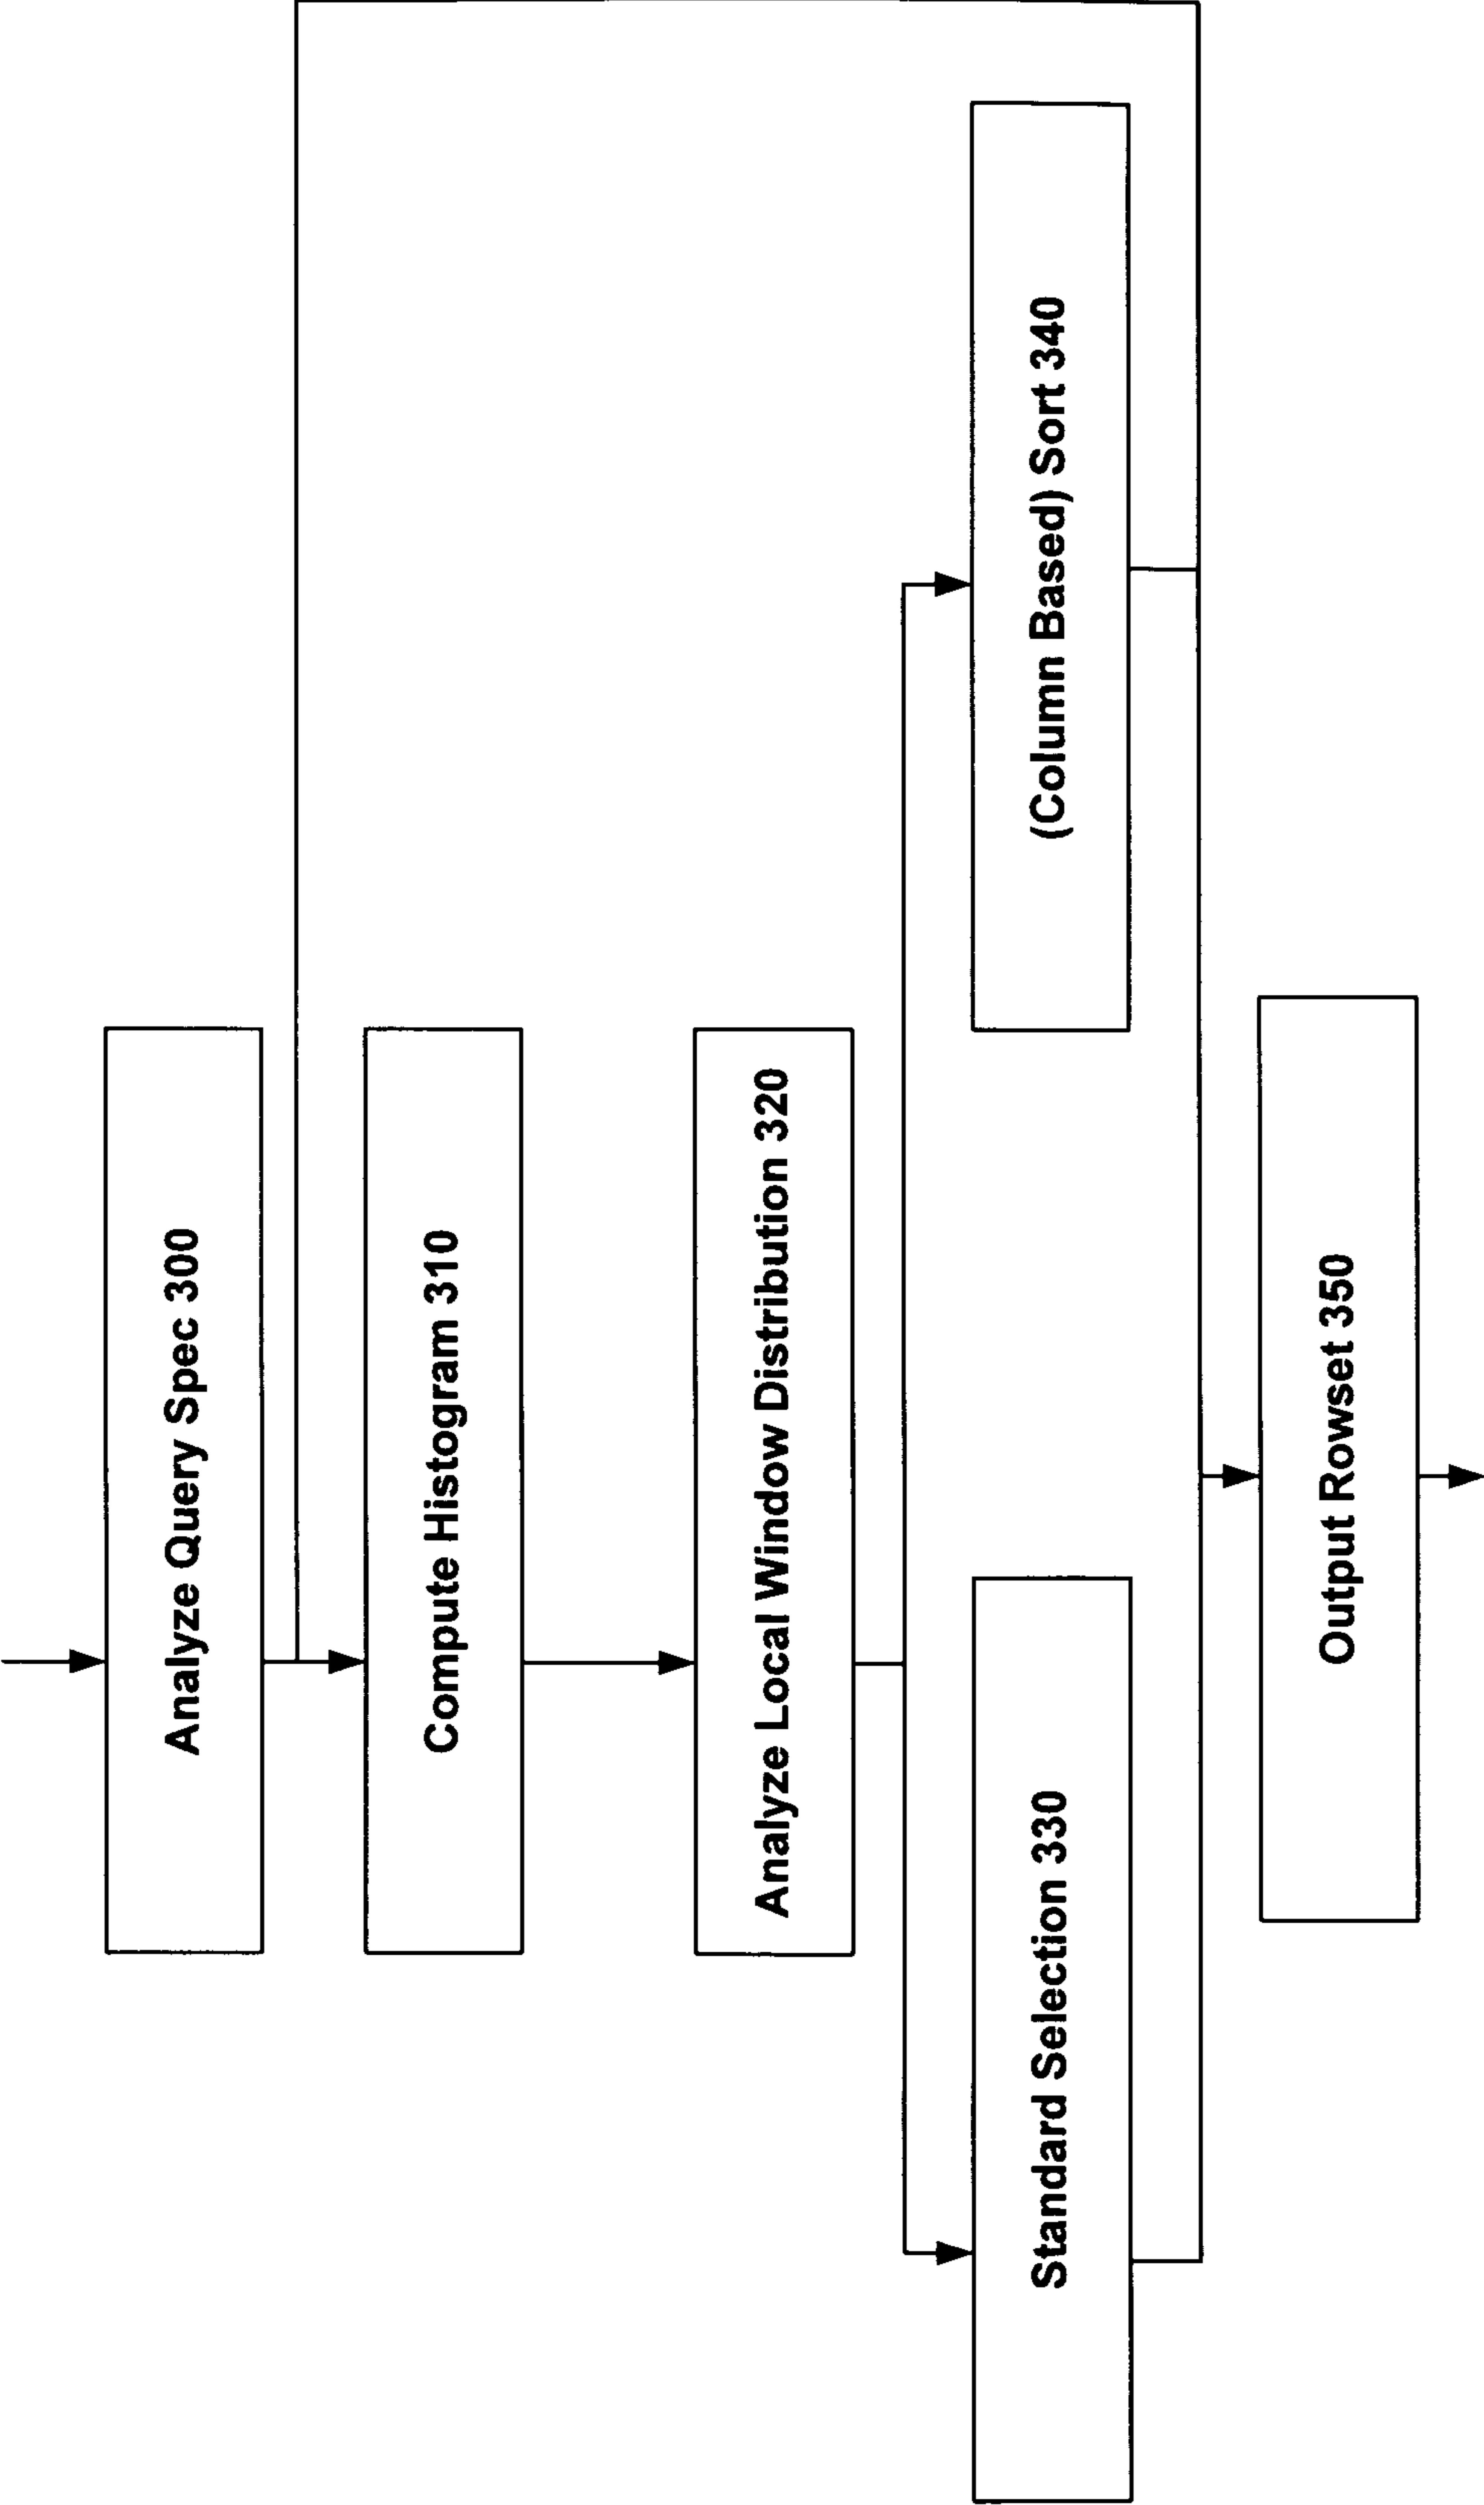 Analyze Query Spec 300
Compute Histogram 310
Analyze Local Window Distribution 320
Standard Selection 330
(Column Based) Sort 340
Output Rowset 350